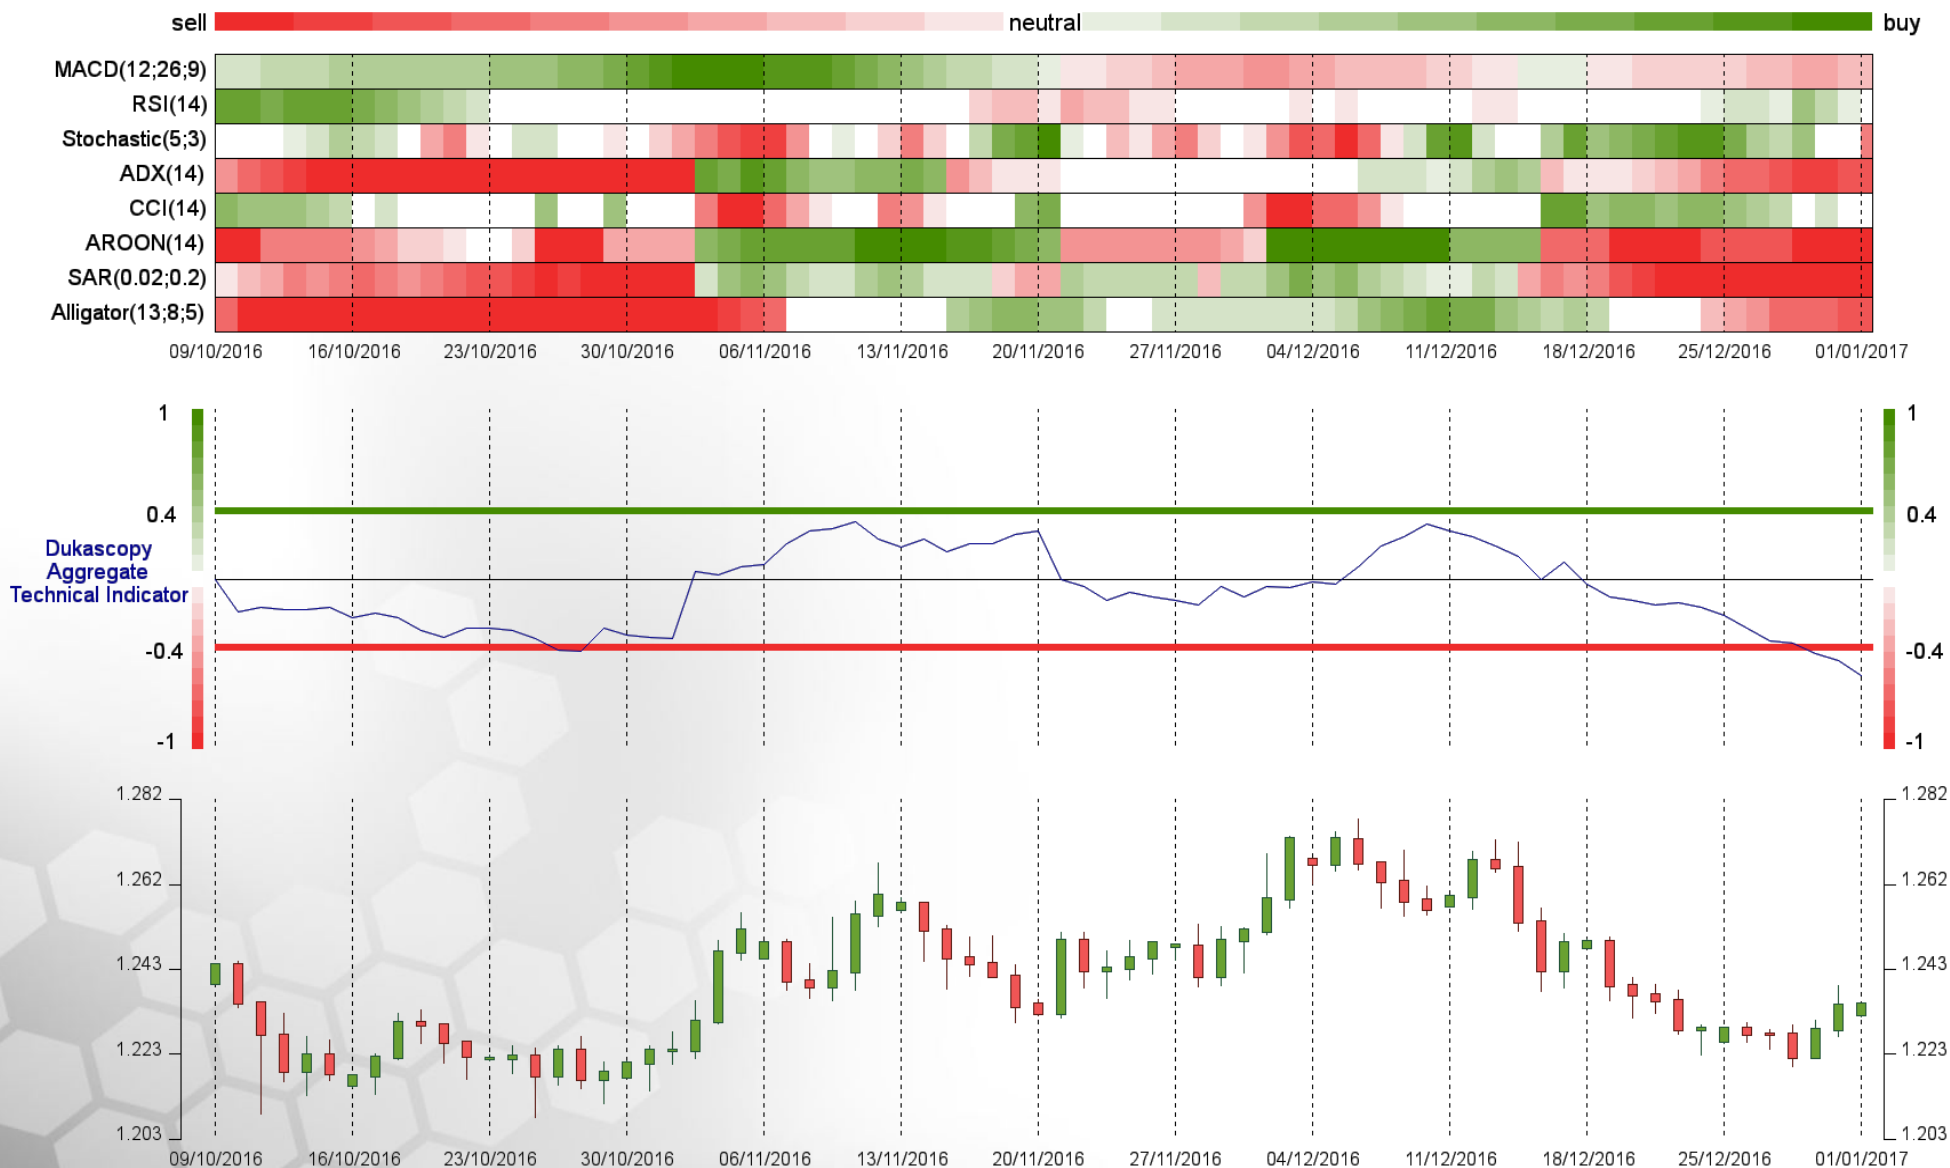 sell neutral buy
MACD(12;26;9)
RSI(14)
Stochastic(5;3)
ADX(14)
CCI(14)
AROON(14)
SAR(0.02;0.2)
Alligator(13;8;5)
09/10/2016 16/10/2016 23/10/2016 30/10/2016 06/11/2016 13/11/2016 20/11/2016 27/11/2016 04/12/2016 11/12/2016 18/12/2016 25/12/2016 01/01/2017
1 1
0.4 0.4
Dukascopy
Aggregate
Technical Indicator
-0.4 -0.4
-1 -1
1.282 1.282
1.262 1.262
1.243 1.243
1.223 1.223
1.203 1.203
09/10/2016 16/10/2016 23/10/2016 30/10/2016 06/11/2016 13/11/2016 20/11/2016 27/11/2016 04/12/2016 11/12/2016 18/12/2016 25/12/2016 01/01/2017